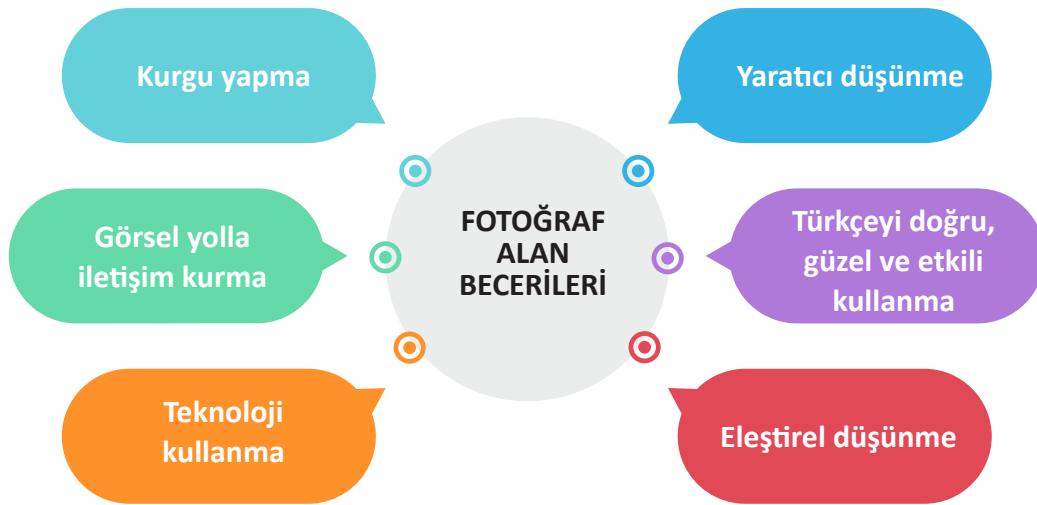 Kurgu yapma
Yaratıcı düşünme
Görsel yolla
iletişim kurma
FOTOĞRAF
ALAN
BECERİLERİ
Türkçeyi doğru,
güzel ve etkili
kullanma
Teknoloji
kullanma
Eleştirel düşünme